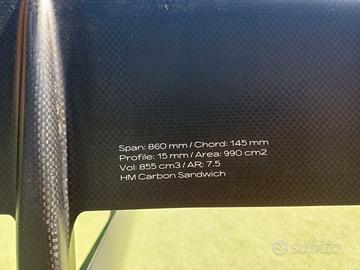 Span: 860 mm / Chord: 145 mm
Profile: 15 mm / Area: 990 cm2
Vol: 855 cm3 / AR: 7.5
HM Carbon Sandwich
subito